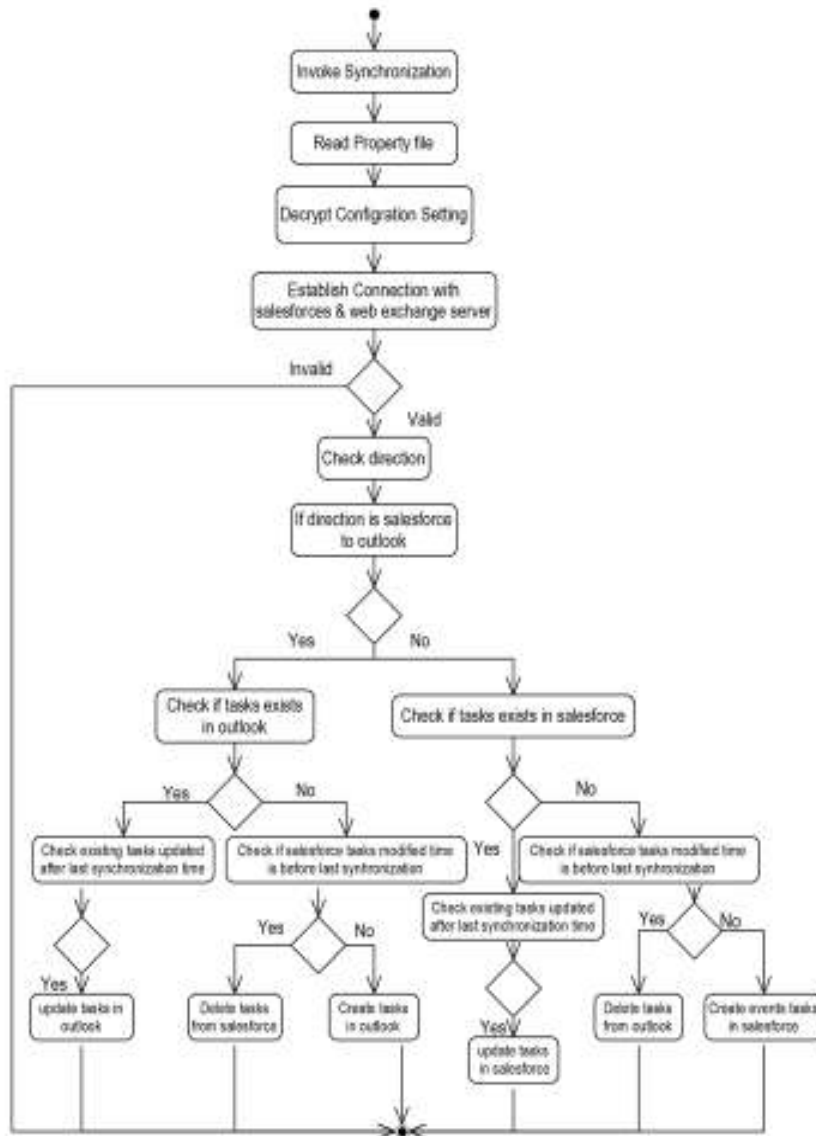 Invoke Synchronization
Read Property file
Decrypt Configration Setting
Establish Connection with
salesforces & web exchange server
Invalid
Valid
Check direction
If direction is salesforce
to outlook
Yes
No
Check if tasks exists
in outlook
Check if tasks exists in salesforce
Yes
No
No
Yes
Check existing tasks updated
after last synchronization time
Check if salesforce tasks modified time
is before last synhronization
Check if salesforce tasks modified time
is before last synhronization
Check existing tasks updated
after last synchronization time
Yes
No
Yes
No
Yes
update tasks in
outlook
Delete tasks
from salesforce
Create tasks
in outlook
Yes
update tasks
in salesforce
Delete tasks
from outlook
Create events tasks
in salesforce